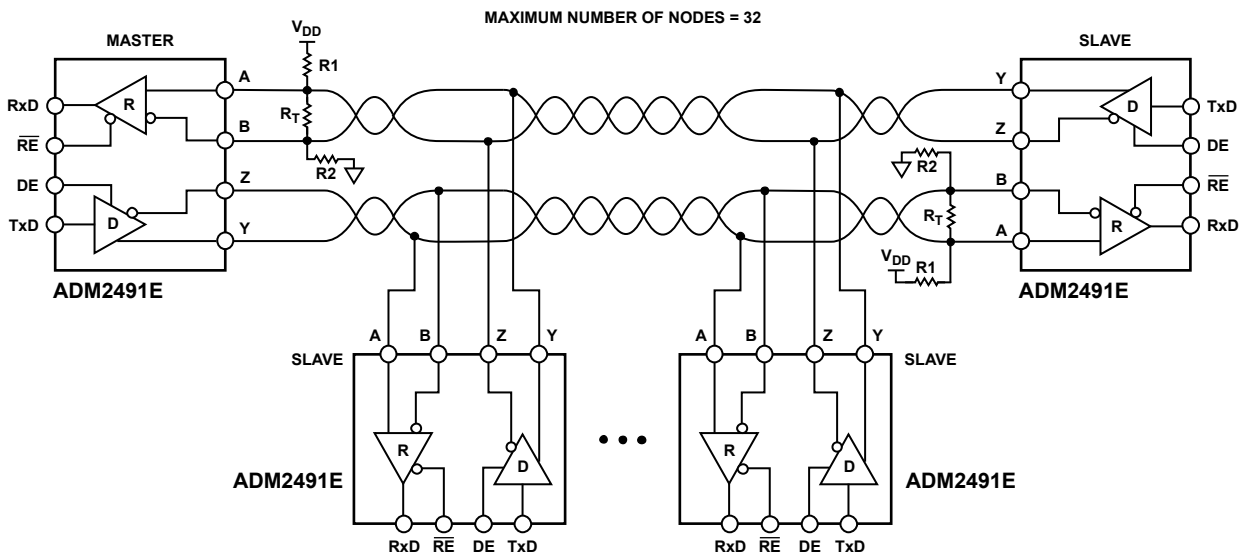 MAXIMUM NUMBER OF NODES = 32
MASTER
VDD
SLAVE
R1
A
Y
RxD
R
RT
D
TxD
B
Z
RE
R2
R2
DE
DE
Z
B
RE
D
RT
TxD
Y
A
R
RxD
VDD
R1
ADM2491E
ADM2491E
A
B
Z
Y
A
B
Z
Y
SLAVE
SLAVE
R
D
R
D
ADM2491E
ADM2491E
RxD
RE
DE
TxD
RxD
RE
DE
TxD